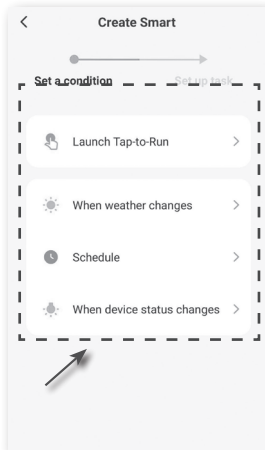 Create Smart
Set a condition Set up task
Launch Tap-to-Run
When weather changes
Schedule
When device status changes